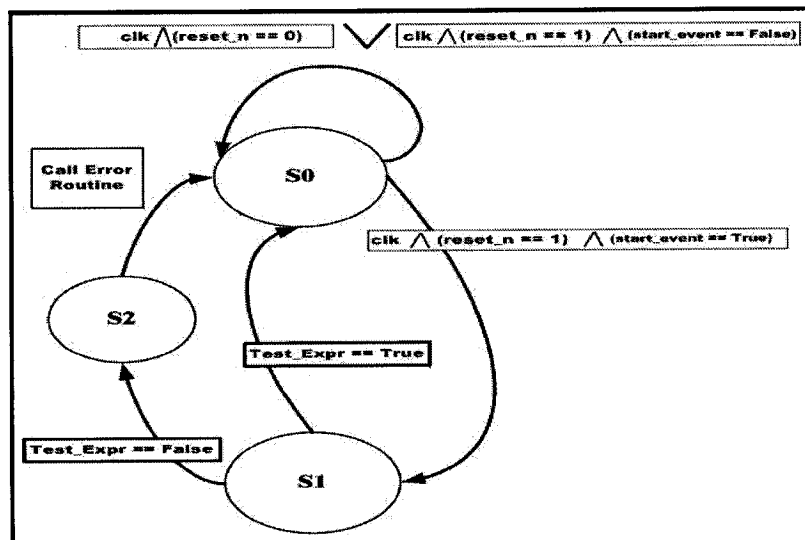 clk ⋀ (reset_n == 0) ⋁ clk ⋀ (reset_n == 1) ⋀ (start_event == False)
Call Error
Routine
S0
clk ⋀ (reset_n == 1) ⋀ (start_event == True)
S2
Test_Expr == True
Test_Expr == False
S1